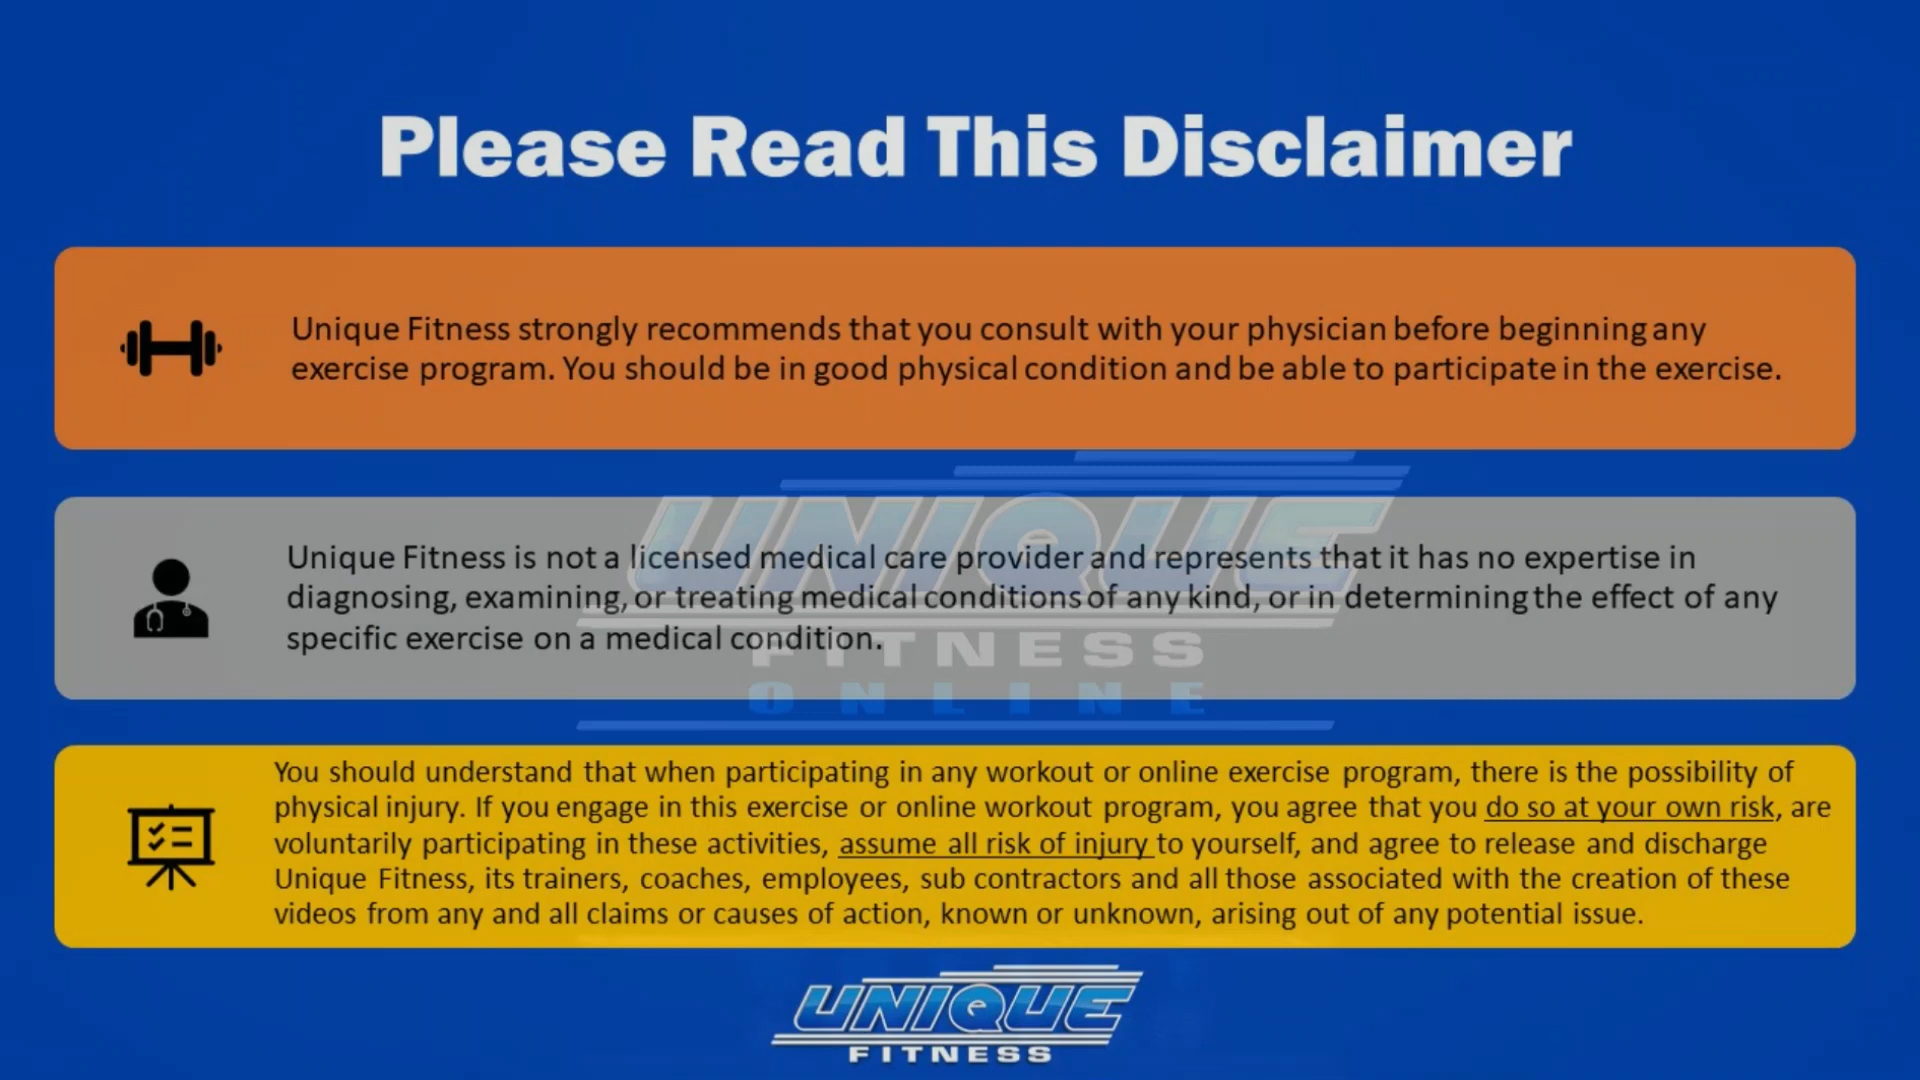 Please Read This Disclaimer
Unique Fitness strongly recommends that you consult with your physician before beginning any
exercise program. You should be in good physical condition and be able to participate in the exercise.
Unique Fitness is not a licensed medical care provider and represents that it has no expertise in
diagnosing, examining, or treating medical conditions of any kind, or in determining the effect of any
specific exercise on a medical condition.
UNIQUE
FITNESS
ONLINE
You should understand that when participating in any workout or online exercise program, there is the possibility of
physical injury. If you engage in this exercise or online workout program, you agree that you do so at your own risk, are
voluntarily participating in these activities, assume all risk of injury to yourself, and agree to release and discharge
Unique Fitness, its trainers, coaches, employees, sub contractors and all those associated with the creation of these
videos from any and all claims or causes of action, known or unknown, arising out of any potential issue.
UNIQUE
FITNESS